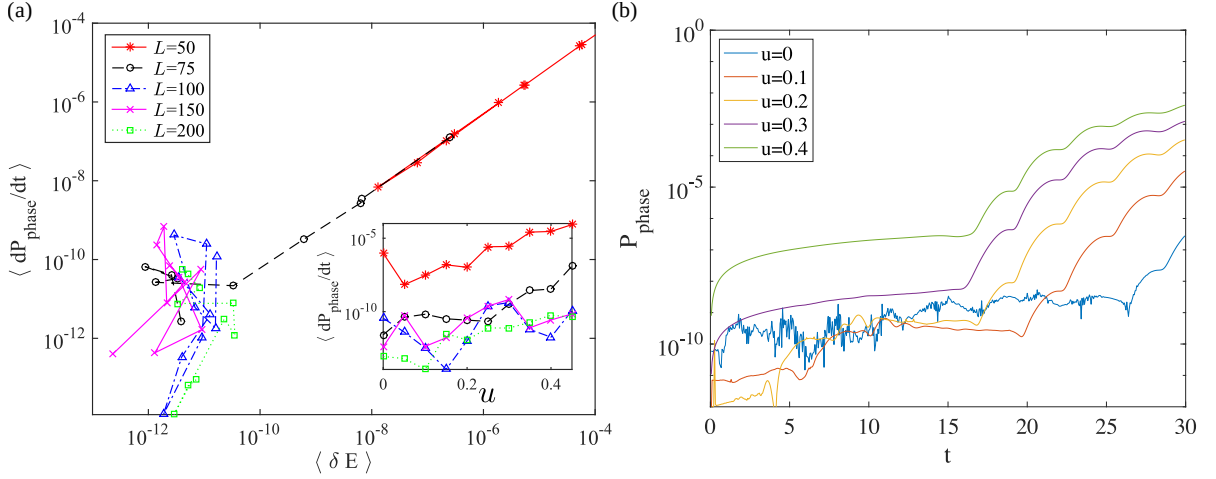 (a)
10^-4
10^-6
10^-8
10^-10
10^-12
⟨ dP_phase/dt ⟩
L=50
L=75
L=100
L=150
L=200
10^-12
10^-10
10^-8
10^-6
10^-4
⟨ δ E ⟩
10^-5
10^-10
⟨ dP_phase/dt ⟩
0
0.2
0.4
u
(b)
10^0
10^-5
10^-10
P_phase
u=0
u=0.1
u=0.2
u=0.3
u=0.4
0
5
10
15
20
25
30
t